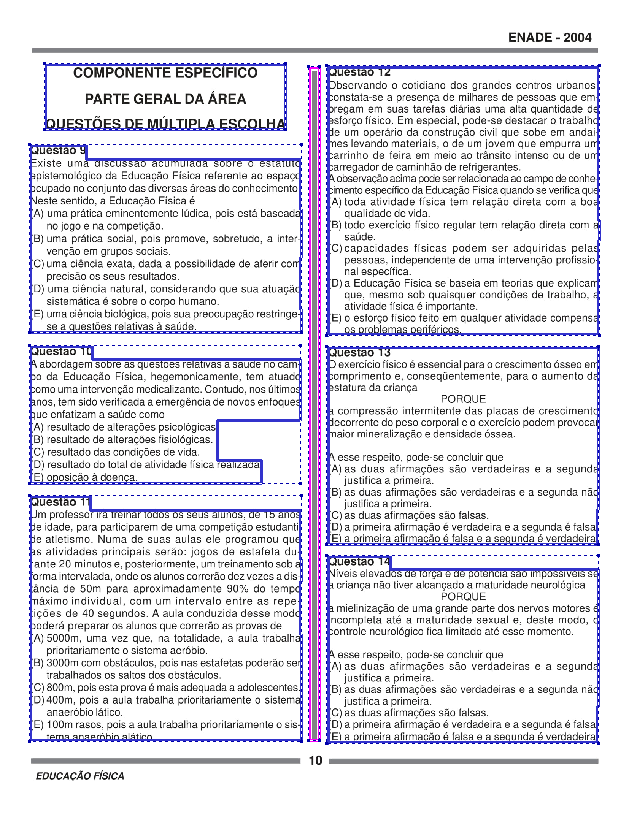 ENADE - 2004
COMPONENTE ESPECÍFICO
PARTE GERAL DA ÁREA
QUESTÕES DE MÚLTIPLA ESCOLHA
Questão 9
Existe uma discussão acumulada sobre o estatuto
epistemológico da Educação Física referente ao espaço
ocupado no conjunto das diversas áreas do conhecimento.
Neste sentido, a Educação Física é
(A) uma prática eminentemente lúdica, pois está baseada
no jogo e na competição.
(B) uma prática social, pois promove, sobretudo, a inter-
venção em grupos sociais.
(C) uma ciência exata, dada a possibilidade de aferir com
precisão os seus resultados.
(D) uma ciência natural, considerando que sua atuação
sistemática é sobre o corpo humano.
(E) uma ciência biológica, pois sua preocupação restringe-
se a questões relativas à saúde.
Questão 10
A abordagem sobre as questões relativas à saúde no cam-
po da Educação Física, hegemonicamente, tem atuado
como uma intervenção medicalizante. Contudo, nos últimos
anos, tem sido verificada a emergência de novos enfoques
que enfatizam a saúde como
(A) resultado de alterações psicológicas.
(B) resultado de alterações fisiológicas.
(C) resultado das condições de vida.
(D) resultado do total de atividade física realizada.
(E) oposição à doença.
Questão 11
Um professor irá treinar todos os seus alunos, de 15 anos
de idade, para participarem de uma competição estudantil
de atletismo. Numa de suas aulas ele programou que
as atividades principais serão: jogos de estafeta du-
rante 20 minutos e, posteriormente, um treinamento sob a
forma intervalada, onde os alunos correrão dez vezes a dis-
tância de 50m para aproximadamente 90% do tempo
máximo individual, com um intervalo entre as repe-
tições de 40 segundos. A aula conduzida desse modo
poderá preparar os alunos que correrão as provas de
(A) 5000m, uma vez que, na totalidade, a aula trabalha
prioritariamente o sistema aeróbio.
(B) 3000m com obstáculos, pois nas estafetas poderão ser
trabalhados os saltos dos obstáculos.
(C) 800m, pois esta prova é mais adequada a adolescentes.
(D) 400m, pois a aula trabalha prioritariamente o sistema
anaeróbio lático.
(E) 100m rasos, pois a aula trabalha prioritariamente o sis-
tema anaeróbio alático.
Questão 12
Observando o cotidiano dos grandes centros urbanos,
constata-se a presença de milhares de pessoas que em-
pregam em suas tarefas diárias uma alta quantidade de
esforço físico. Em especial, pode-se destacar o trabalho
de um operário da construção civil que sobe em andai-
mes levando materiais, o de um jovem que empurra um
carrinho de feira em meio ao trânsito intenso ou de um
carregador de caminhão de refrigerantes.
A observação acima pode ser relacionada ao campo de conhe-
cimento específico da Educação Física quando se verifica que
(A) toda atividade física tem relação direta com a boa
qualidade de vida.
(B) todo exercício físico regular tem relação direta com a
saúde.
(C) capacidades físicas podem ser adquiridas pelas
pessoas, independente de uma intervenção profissio-
nal específica.
(D) a Educação Física se baseia em teorias que explicam
que, mesmo sob quaisquer condições de trabalho, a
atividade física é importante.
(E) o esforço físico feito em qualquer atividade compensa
os problemas periféricos.
Questão 13
O exercício físico é essencial para o crescimento ósseo em
comprimento e, conseqüentemente, para o aumento da
estatura da criança
PORQUE
a compressão intermitente das placas de crescimento
decorrente do peso corporal e o exercício podem provocar
maior mineralização e densidade óssea.
A esse respeito, pode-se concluir que
(A) as duas afirmações são verdadeiras e a segunda
justifica a primeira.
(B) as duas afirmações são verdadeiras e a segunda não
justifica a primeira.
(C) as duas afirmações são falsas.
(D) a primeira afirmação é verdadeira e a segunda é falsa.
(E) a primeira afirmação é falsa e a segunda é verdadeira.
Questão 14
Níveis elevados de força e de potência são impossíveis se
a criança não tiver alcançado a maturidade neurológica
PORQUE
a mielinização de uma grande parte dos nervos motores é
incompleta até a maturidade sexual e, deste modo, o
controle neurológico fica limitado até esse momento.
A esse respeito, pode-se concluir que
(A) as duas afirmações são verdadeiras e a segunda
justifica a primeira.
(B) as duas afirmações são verdadeiras e a segunda não
justifica a primeira.
(C) as duas afirmações são falsas.
(D) a primeira afirmação é verdadeira e a segunda é falsa.
(E) a primeira afirmação é falsa e a segunda é verdadeira.
10
EDUCAÇÃO FÍSICA